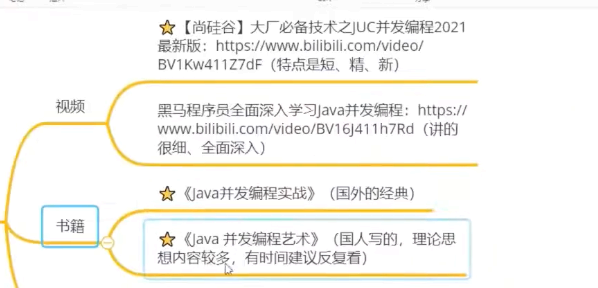 【尚硅谷】大厂必备技术之JUC并发编程2021
最新版：https://www.bilibili.com/video/
BV1Kw411Z7dF（特点是短、精、新）
视频
黑马程序员全面深入学习Java并发编程：https://
www.bilibili.com/video/BV16J411h7Rd（讲的
很细、全面深入）
《Java并发编程实战》（国外的经典）
书籍
《Java 并发编程艺术》（国人写的，理论思
想内容较多，有时间建议反复看）